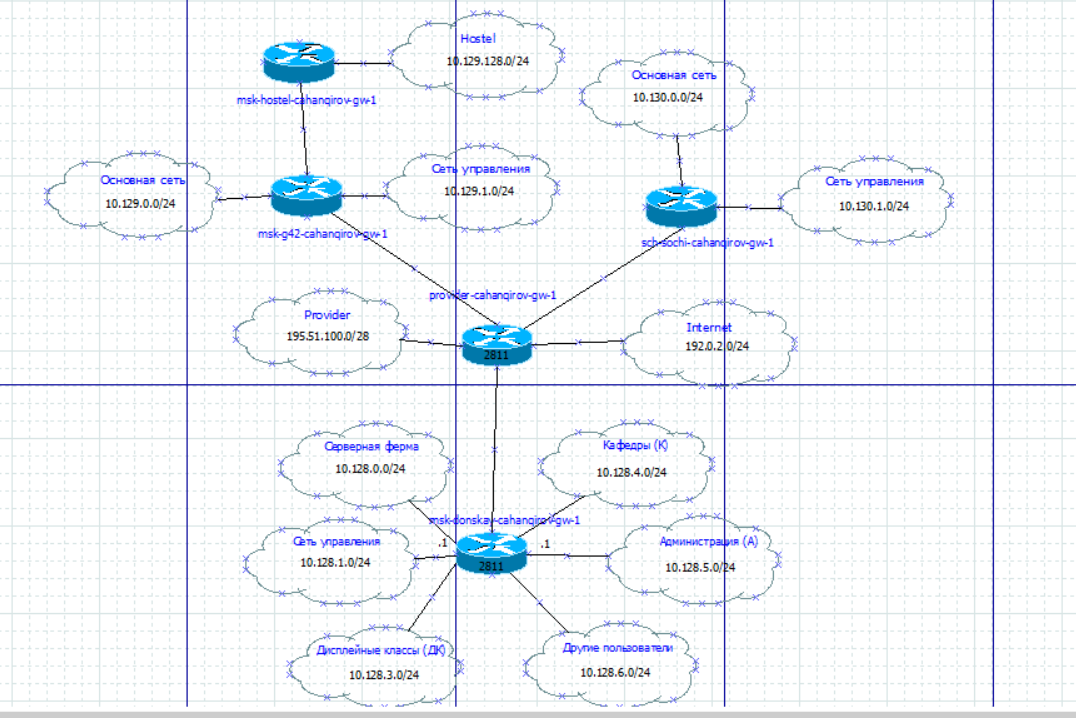 Hostel
10.129.128.0/24
msk-hostel-cahanqirov-gw-1
Основная сеть
10.130.0.0/24
Основная сеть
10.129.0.0/24
Сеть управления
10.129.1.0/24
msk-g42-cahanqirov-gw-1
Сеть управления
10.130.1.0/24
sch-sochi-cahanqirov-gw-1
provider-cahanqirov-gw-1
Provider
195.51.100.0/28
2811
Internet
192.0.2.0/24
Серверная ферма
10.128.0.0/24
Кафедры (К)
10.128.4.0/24
msk-donskay-cahanqirov-gw-1
Сеть управления
10.128.1.0/24
.1
2811
.1
Администрация (А)
10.128.5.0/24
Дисплейные классы (ДК)
10.128.3.0/24
Другие пользователи
10.128.6.0/24